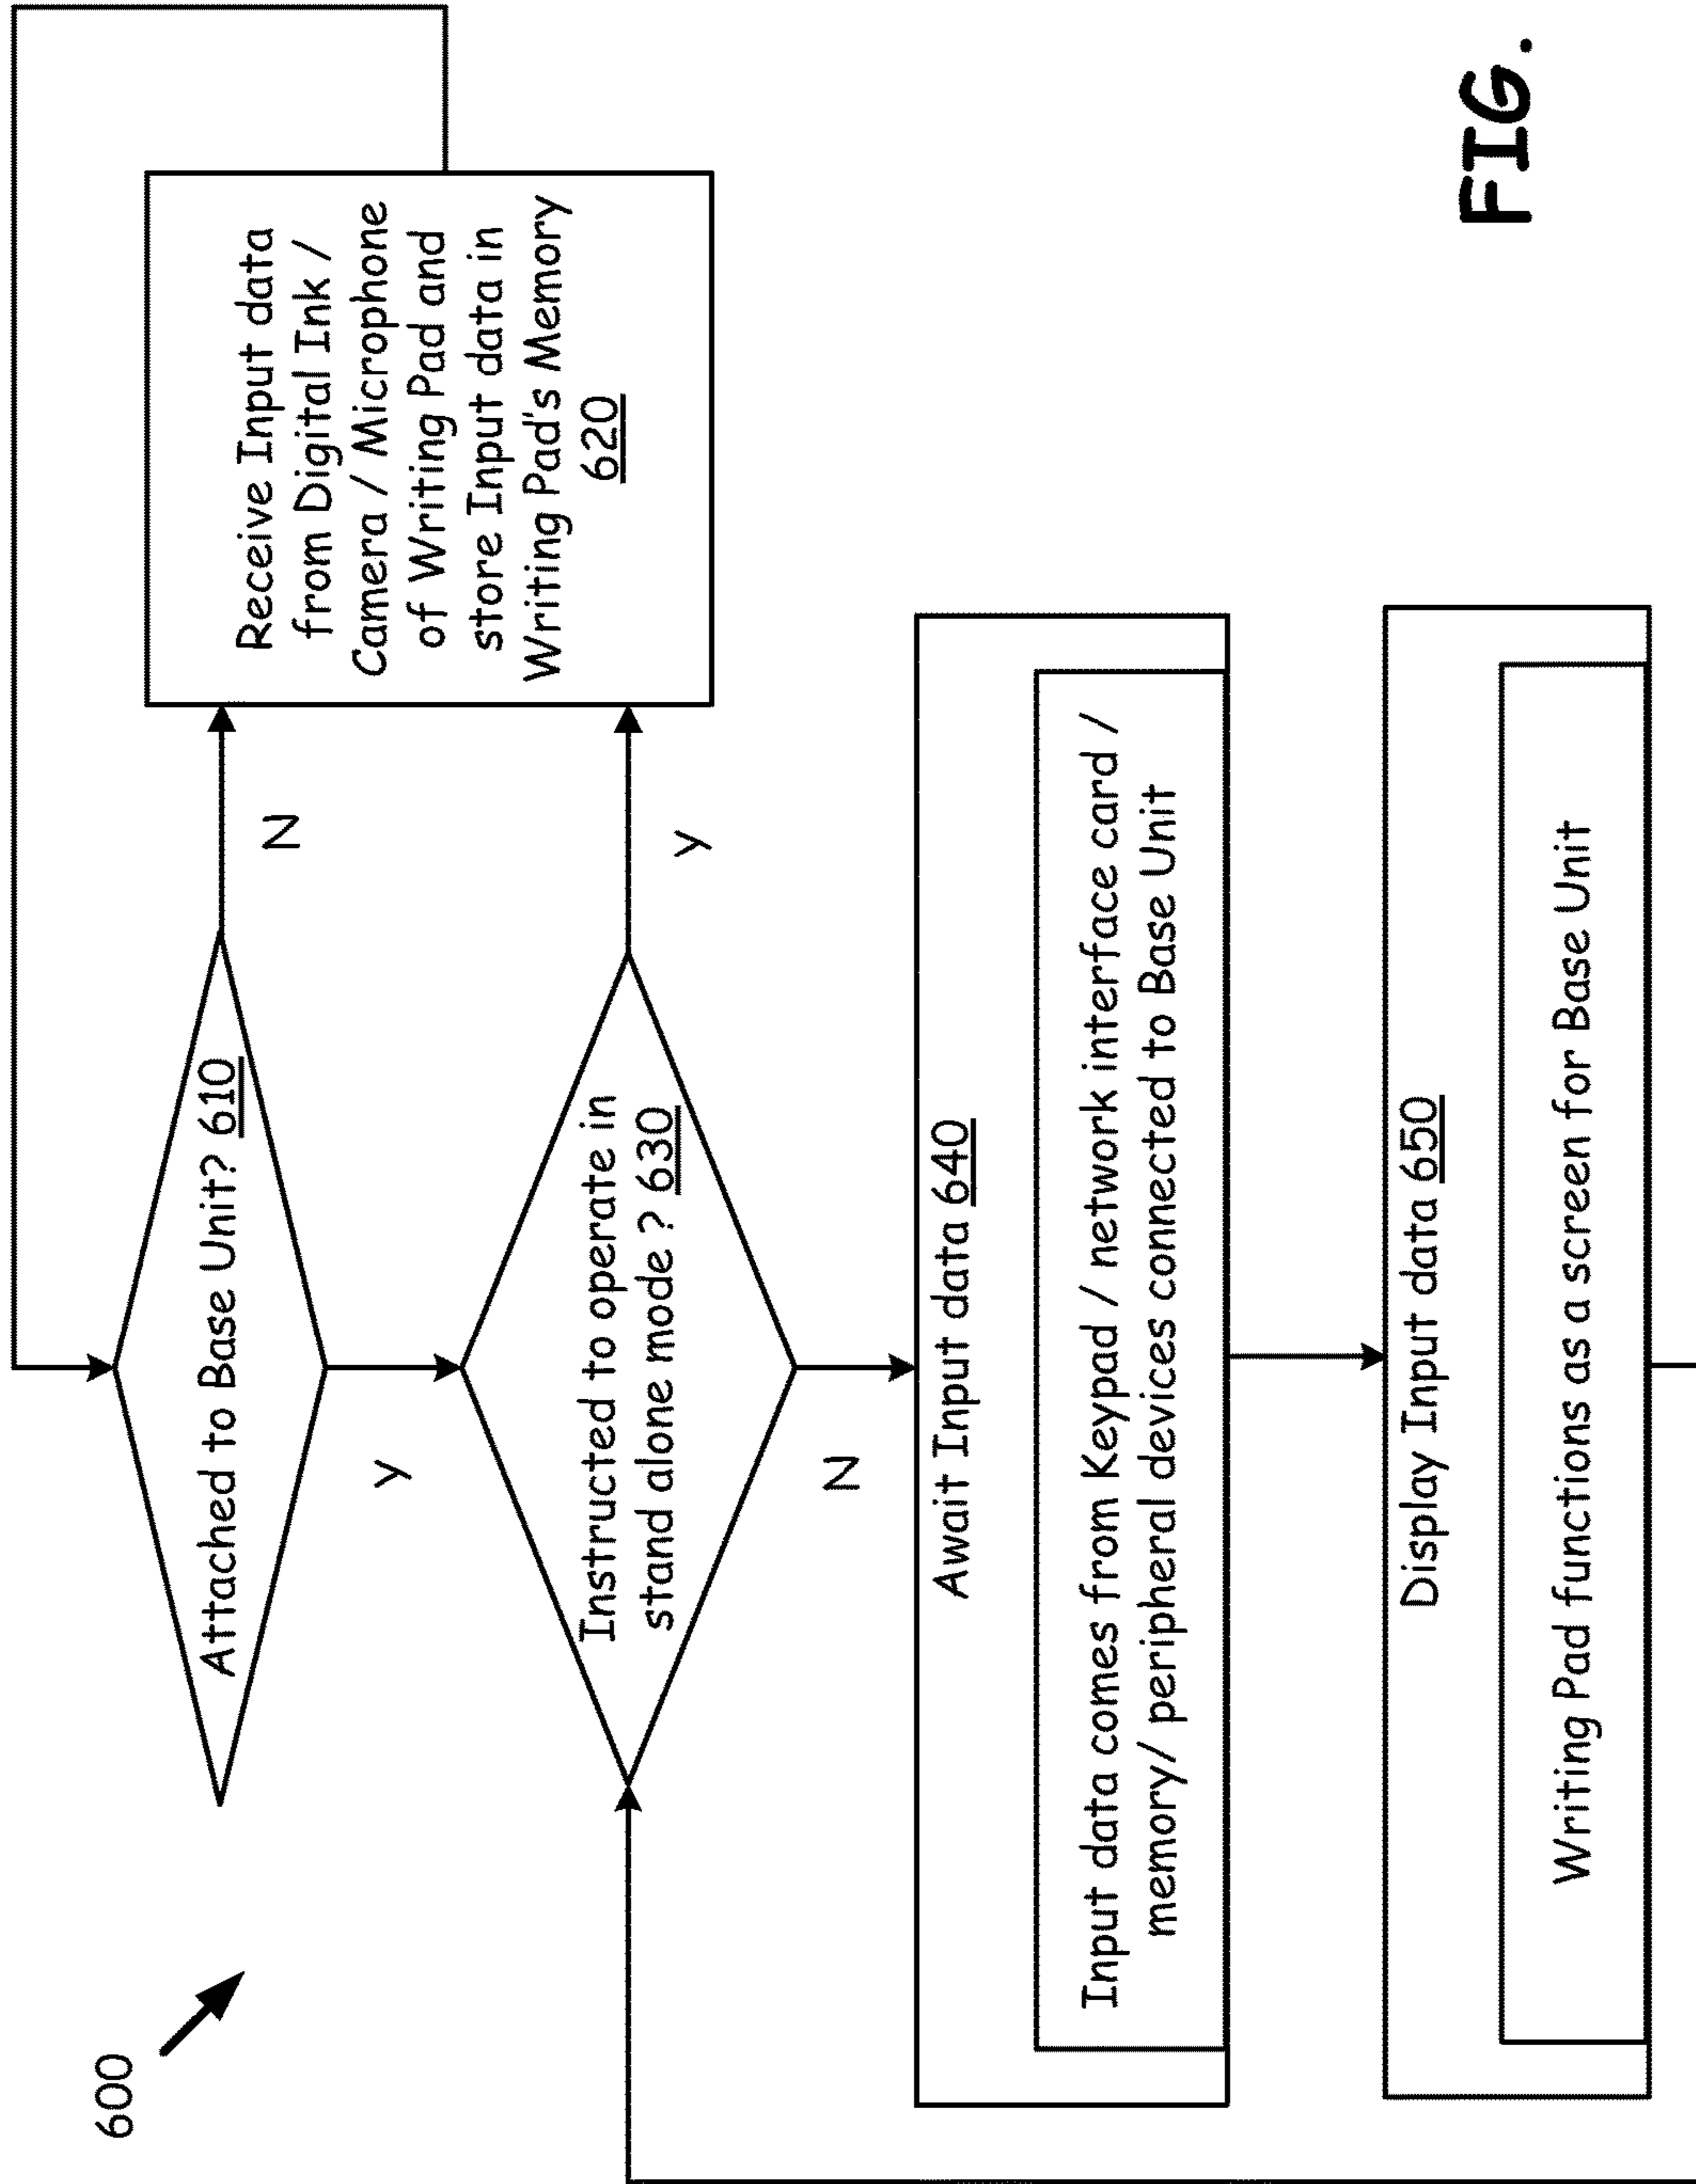 600
Attached to Base Unit? 610
N
Receive Input data
from Digital Ink /
Camera / Microphone
of Writing Pad and
store Input data in
Writing Pad's Memory
620
y
Instructed to operate in
stand alone mode ? 630
y
N
Await Input data 640
Input data comes from Keypad / network interface card /
memory/ peripheral devices connected to Base Unit
Display Input data 650
Writing Pad functions as a screen for Base Unit
FIG.